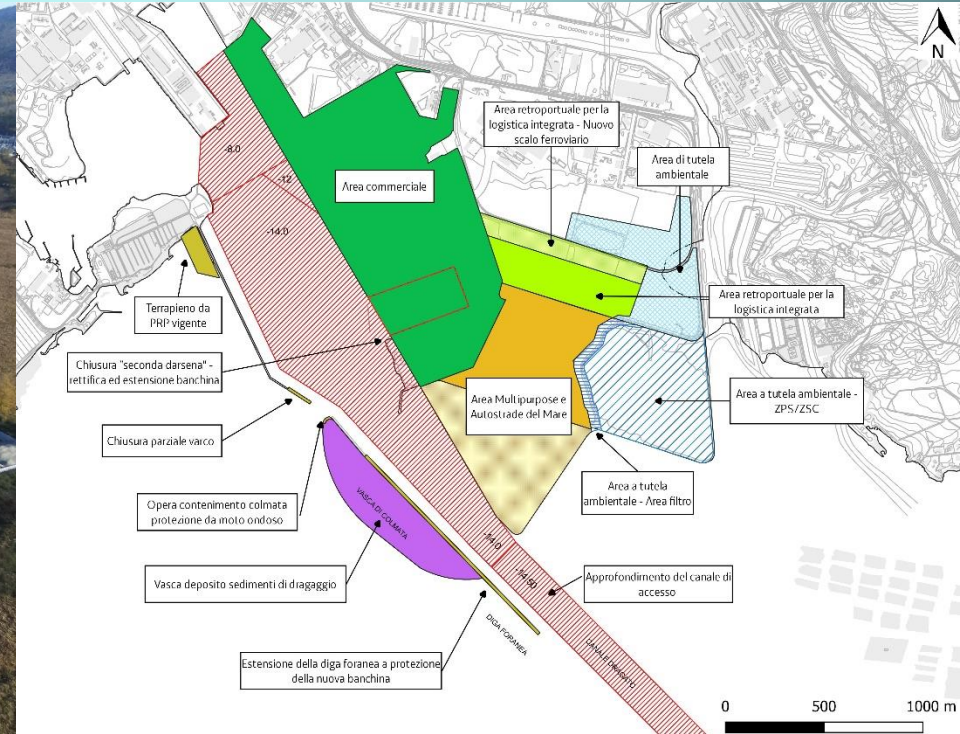 N
Area retroportuale per la
logistica integrata - Nuovo
scalo ferroviario
Area di tutela
ambientale
-8.0
-12
-14.0
Area commerciale
Terrapieno da
PRP vigente
Area retroportuale per la
logistica integrata
Chiusura "seconda darsena" -
rettifica ed estensione banchina
Area Multipurpose e
Autostrade del Mare
Area a tutela ambientale -
ZPS/ZSC
Chiusura parziale varco
Area a tutela
ambientale - Area filtro
Opera contenimento colmata
protezione da moto ondoso
VASCA DI COLMATA
-14.0
-14.50
Vasca deposito sedimenti di dragaggio
Approfondimento del canale di
accesso
DIGA FORANEA
CANALE DRAGATO
Estensione della diga foranea a protezione
della nuova banchina
0 500 1000 m